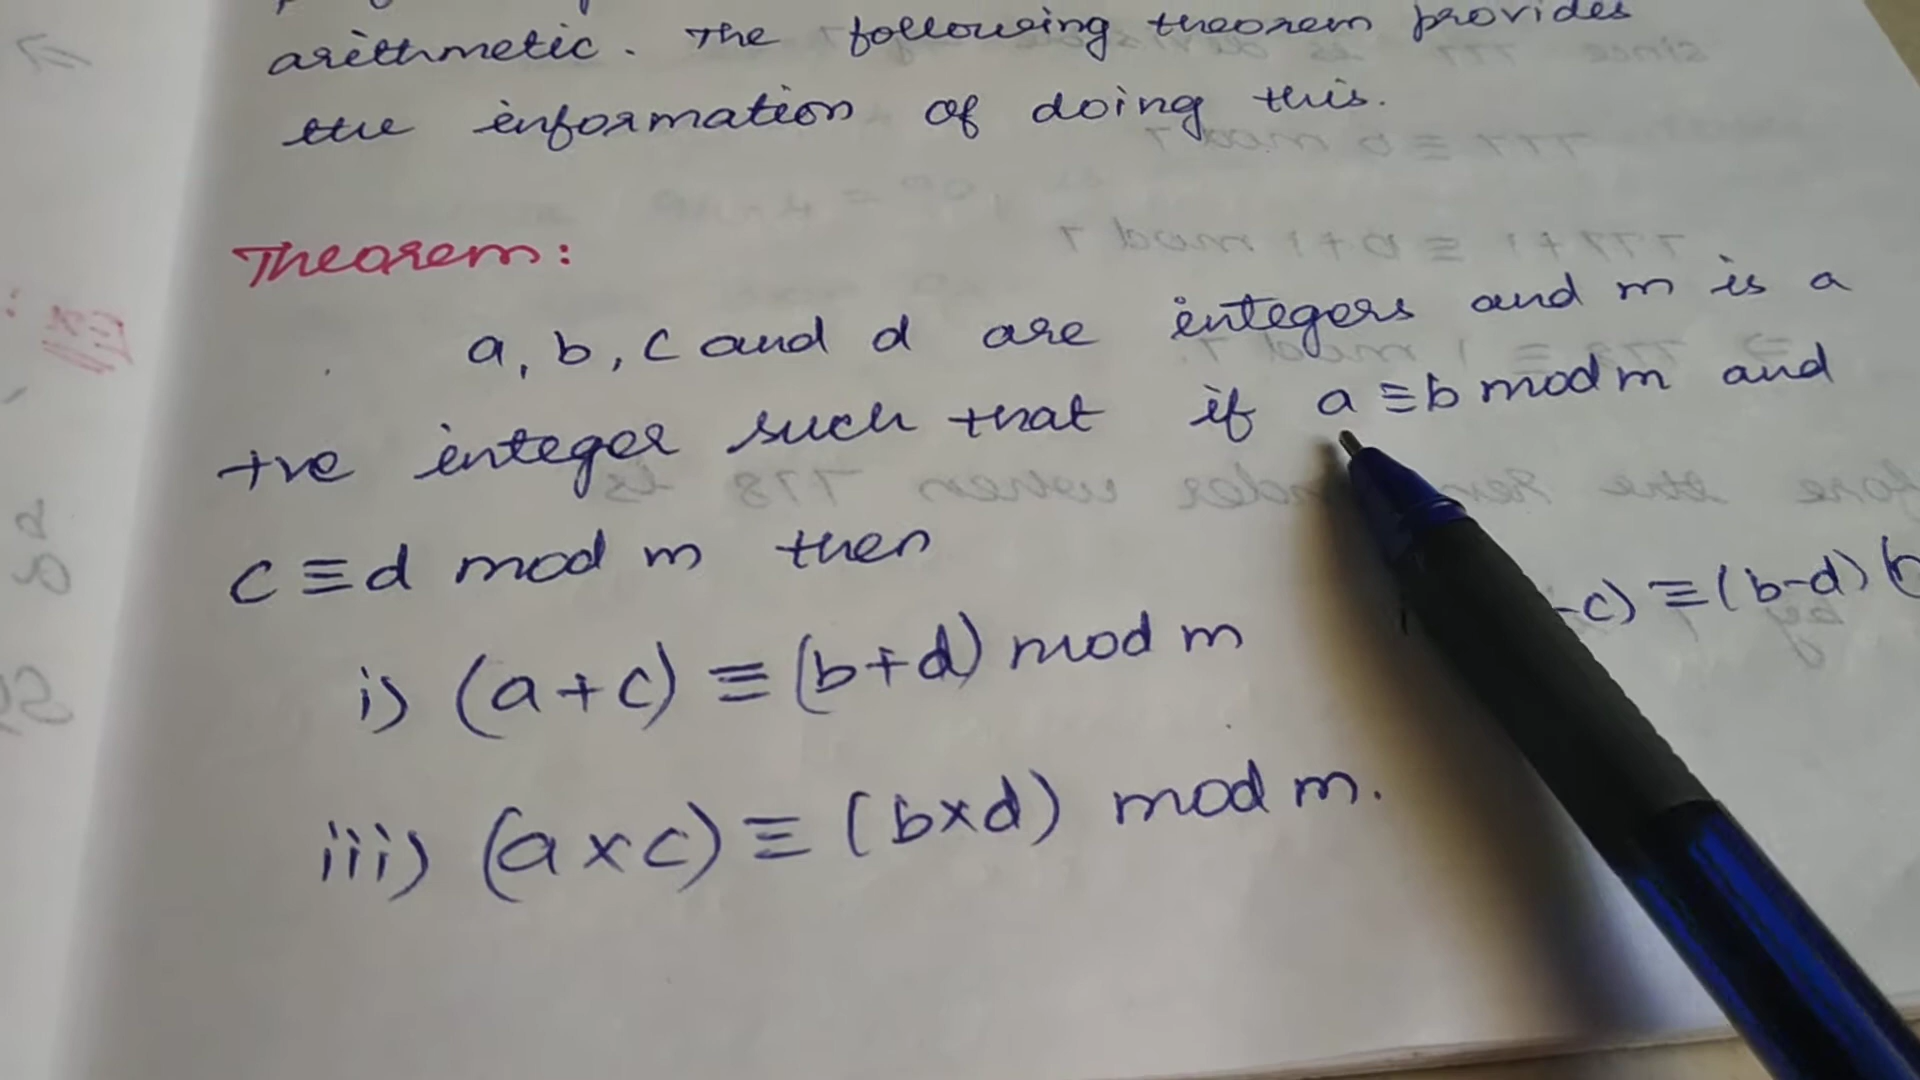 arithmetic. The following theorem provides
the information of doing this.
Theorem:
a, b, c and d are integers and m is a
+ve integer such that if a ≡ b mod m and
c ≡ d mod m then
i) (a+c) ≡ (b+d) mod m
-c) ≡ (b-d) (
iii) (a×c) ≡ (b×d) mod m.